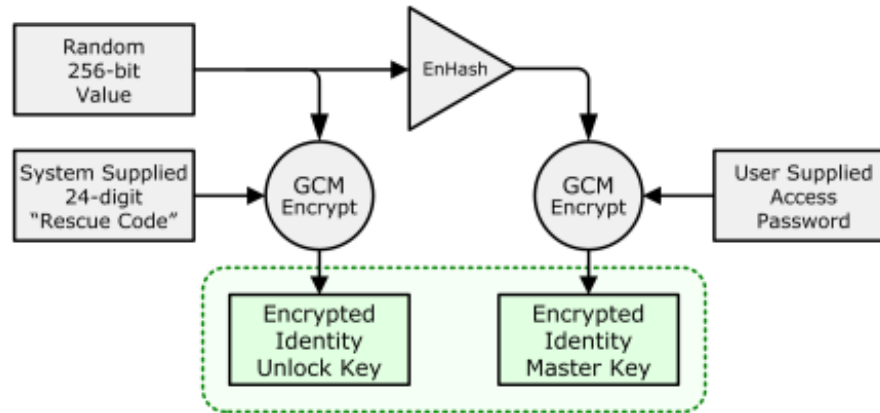 Random
256-bit
Value
EnHash
System Supplied
24-digit
“Rescue Code”
GCM
Encrypt
GCM
Encrypt
User Supplied
Access
Password
Encrypted
Identity
Unlock Key
Encrypted
Identity
Master Key